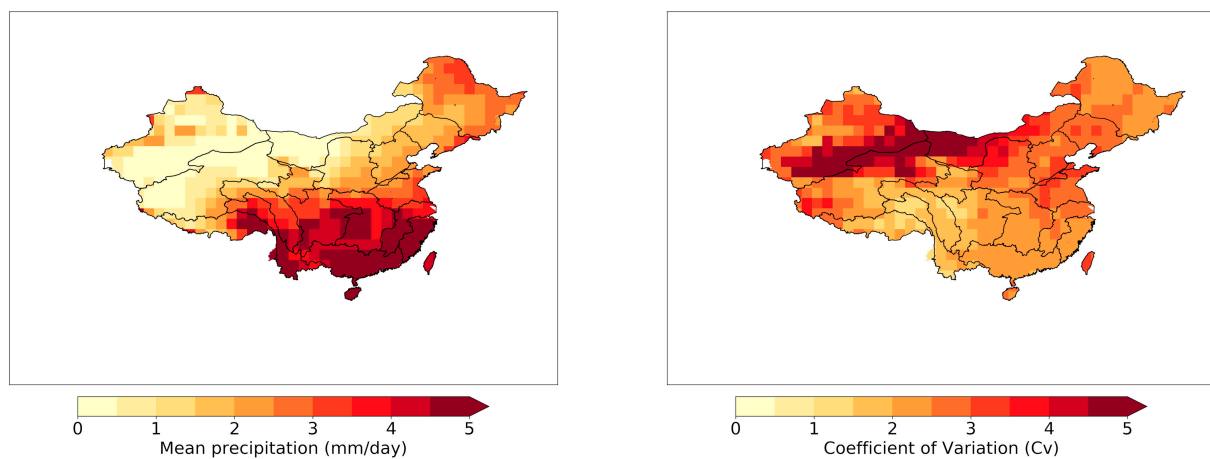 0 1 2 3 4 5
Mean precipitation (mm/day)
0 1 2 3 4 5
Coefficient of Variation (Cv)